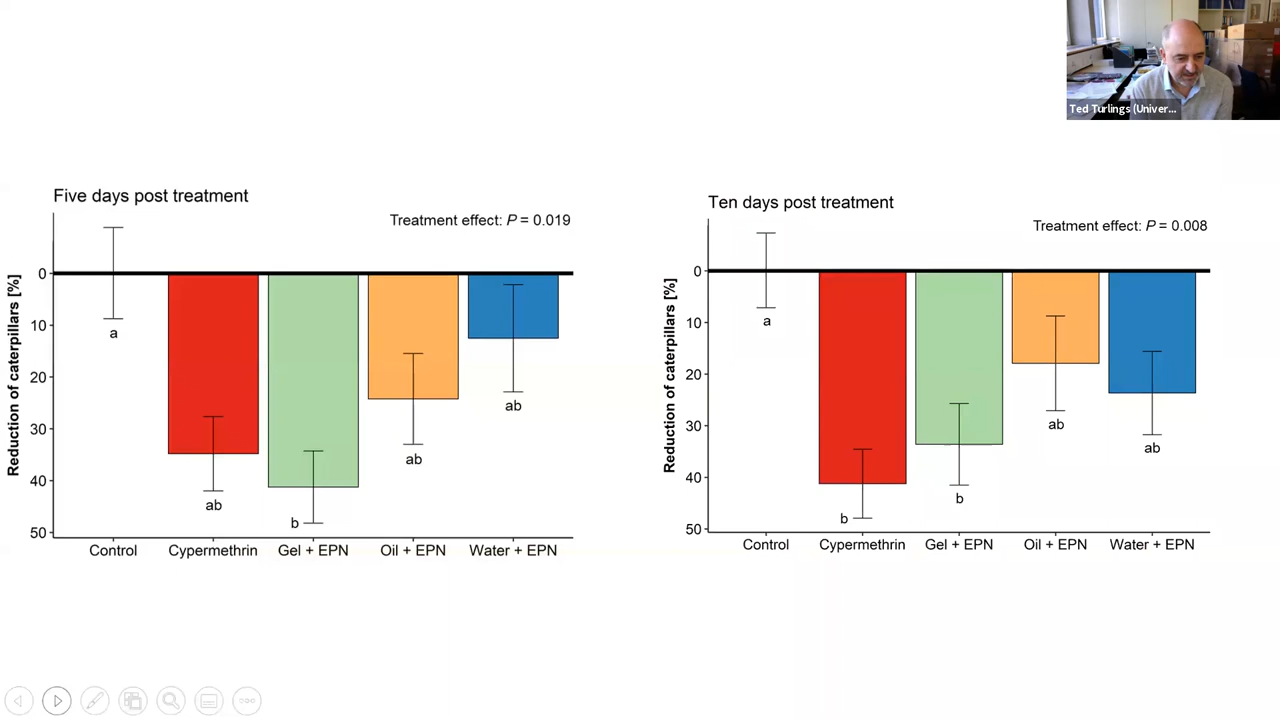 Ted Turlings (Univer...
Five days post treatment
Treatment effect: P = 0.019
Reduction of caterpillars [%]
0
10
20
30
40
50
a
ab
b
ab
ab
Control
Cypermethrin
Gel + EPN
Oil + EPN
Water + EPN
Ten days post treatment
Treatment effect: P = 0.008
Reduction of caterpillars [%]
0
10
20
30
40
50
a
b
b
ab
ab
Control
Cypermethrin
Gel + EPN
Oil + EPN
Water + EPN